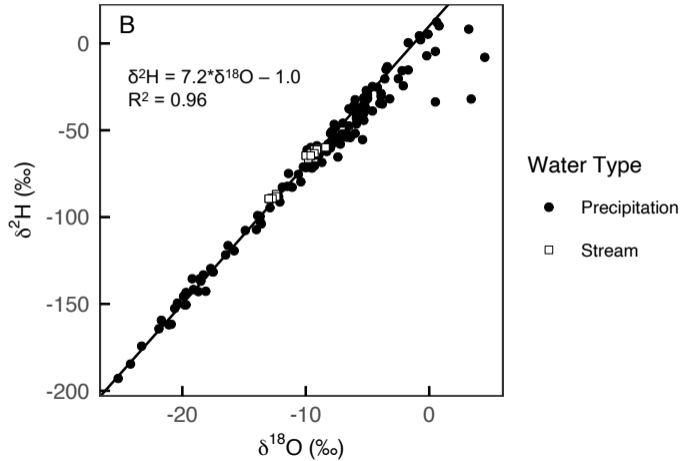 B
δ²H = 7.2*δ¹⁸O – 1.0
R² = 0.96
0
-50
-100
-150
-200
δ²H (‰)
-20 -10 0
δ¹⁸O (‰)
Water Type
Precipitation
Stream